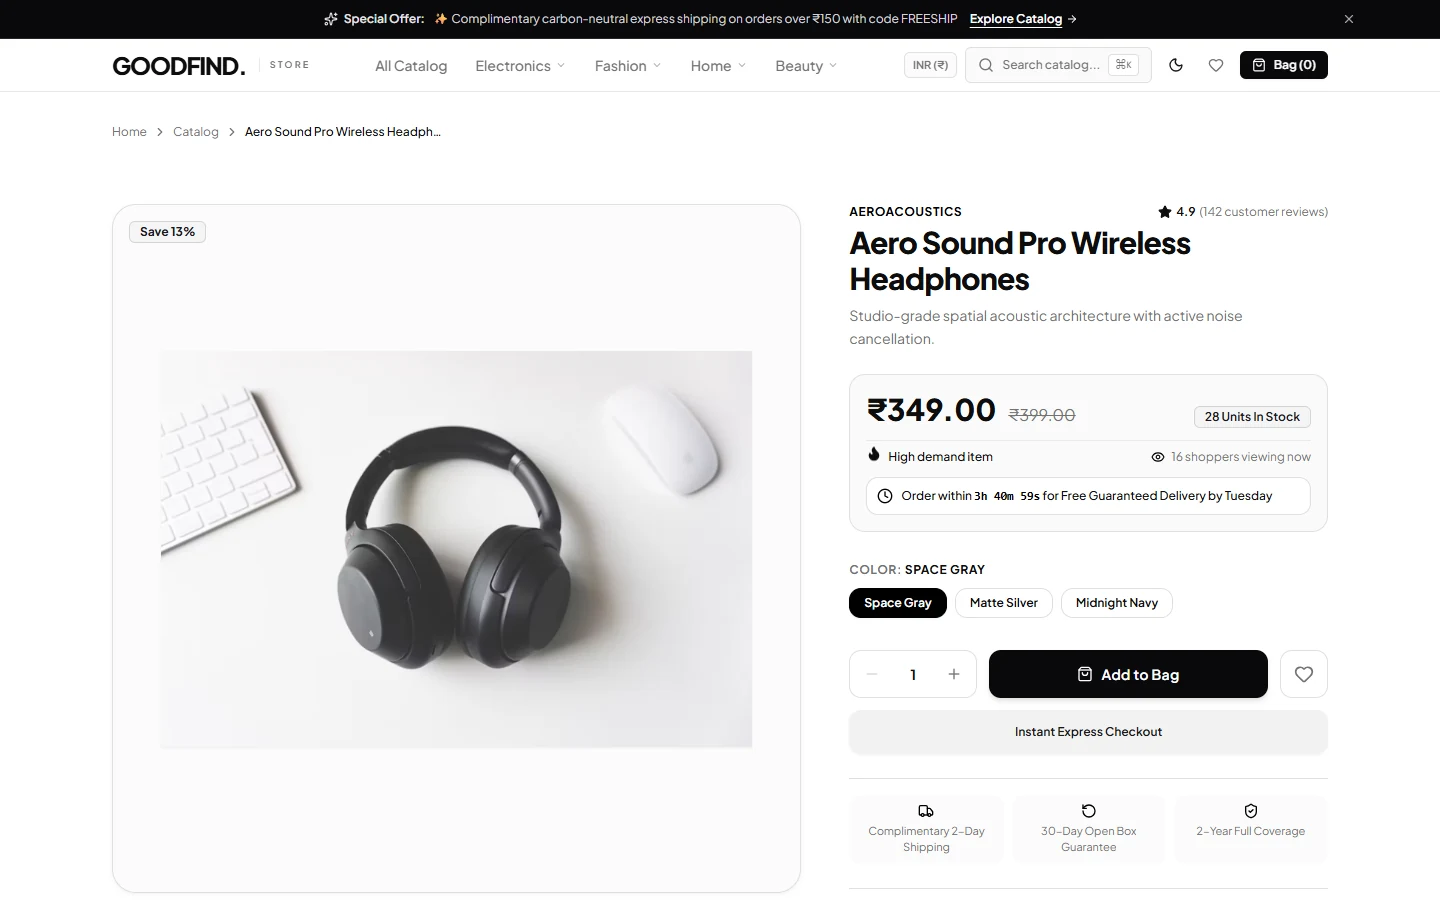 Special Offer: ✨ Complimentary carbon-neutral express shipping on orders over ₹150 with code FREESHIP Explore Catalog →
GOODFIND. STORE All Catalog Electronics Fashion Home Beauty INR (₹) Search catalog... ⌘K Bag (0)
Home > Catalog > Aero Sound Pro Wireless Headph...
Save 13%
AEROACOUSTICS ★ 4.9 (142 customer reviews)
Aero Sound Pro Wireless
Headphones
Studio-grade spatial acoustic architecture with active noise
cancellation.
₹349.00 ₹399.00 28 Units In Stock
High demand item 16 shoppers viewing now
Order within 3h 40m 59s for Free Guaranteed Delivery by Tuesday
COLOR: SPACE GRAY
Space Gray Matte Silver Midnight Navy
− 1 + Add to Bag
Instant Express Checkout
Complimentary 2-Day
Shipping
30-Day Open Box
Guarantee
2-Year Full Coverage